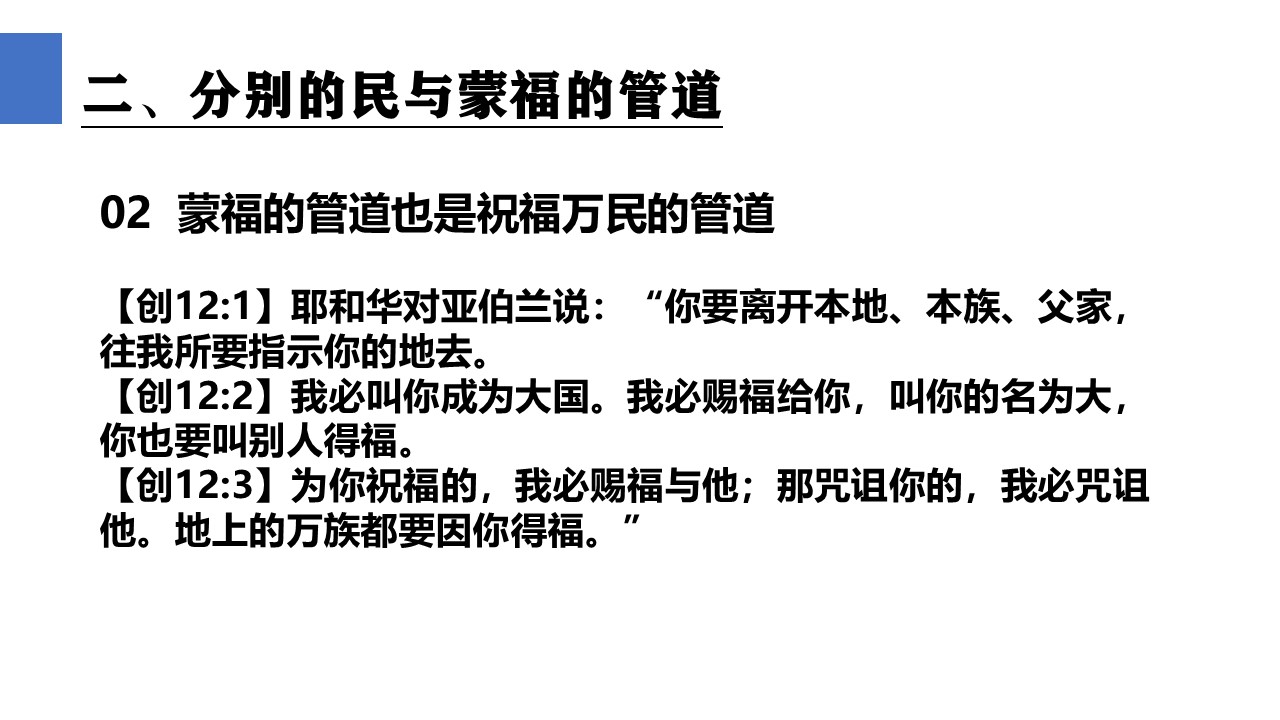 二、分别的民与蒙福的管道
02 蒙福的管道也是祝福万民的管道
【创12:1】耶和华对亚伯兰说：“你要离开本地、本族、父家，
往我所要指示你的地去。
【创12:2】我必叫你成为大国。我必赐福给你，叫你的名为大，
你也要叫别人得福。
【创12:3】为你祝福的，我必赐福与他；那咒诅你的，我必咒诅
他。地上的万族都要因你得福。”